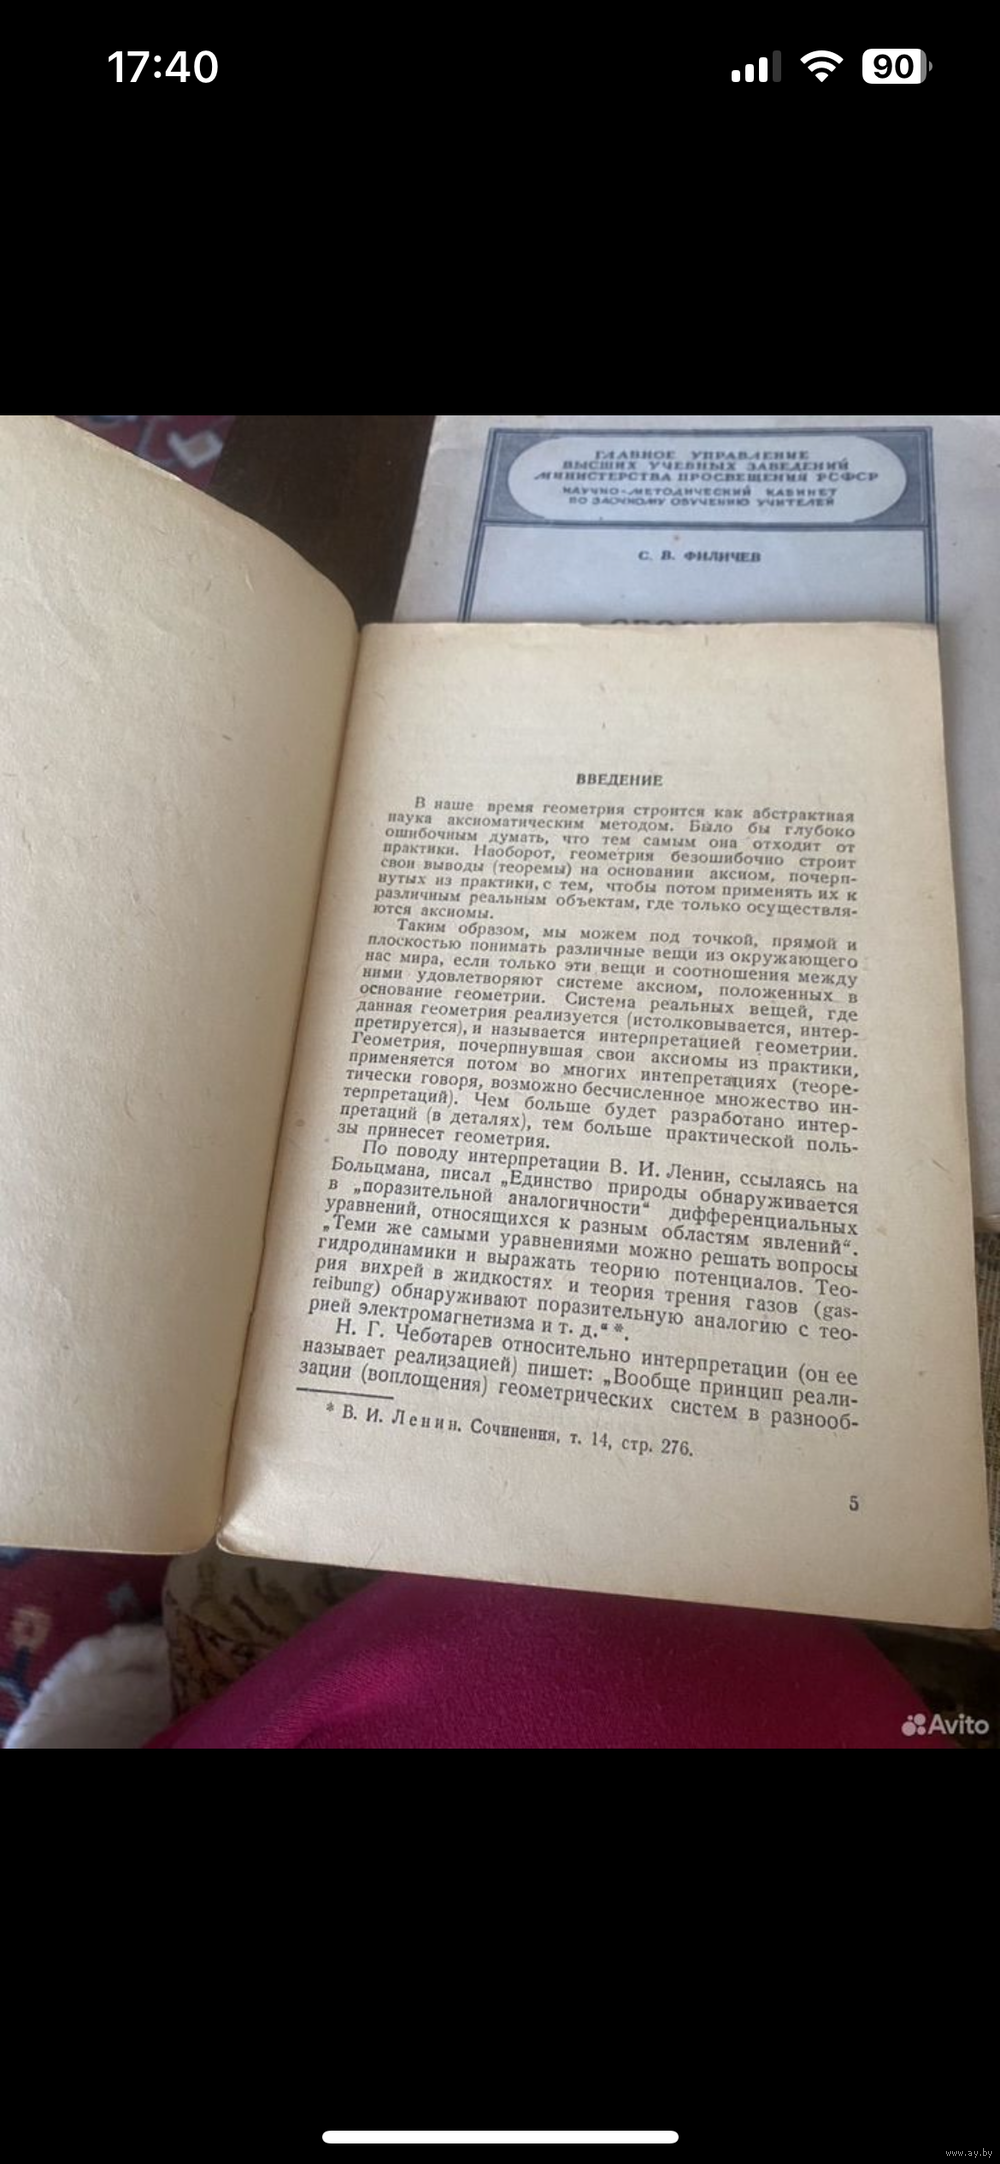 17:40
90
ГЛАВНОЕ УПРАВЛЕНИЕ
ВЫСШИХ УЧЕБНЫХ ЗАВЕДЕНИЙ
МИНИСТЕРСТВА ПРОСВЕЩЕНИЯ РСФСР
НАУЧНО-МЕТОДИЧЕСКИЙ КАБИНЕТ
ПО ЗАОЧНОМУ ОБУЧЕНИЮ УЧИТЕЛЕЙ
С. В. ФИЛИЧЕВ
ВВЕДЕНИЕ
В наше время геометрия строится как абстрактная
наука аксиоматическим методом. Было бы глубоко
ошибочным думать, что тем самым она отходит от
практики. Наоборот, геометрия безошибочно строит
свои выводы (теоремы) на основании аксиом, почерп-
нутых из практики, с тем, чтобы потом применять их к
различным реальным объектам, где только осуществля-
ются аксиомы.
Таким образом, мы можем под точкой, прямой и
плоскостью понимать различные вещи из окружающего
нас мира, если только эти вещи и соотношения между
ними удовлетворяют системе аксиом, положенных в
основание геометрии. Система реальных вещей, где
данная геометрия реализуется (истолковывается, интер-
претируется), и называется интерпретацией геометрии.
Геометрия, почерпнувшая свои аксиомы из практики,
применяется потом во многих интепретациях (теоре-
тически говоря, возможно бесчисленное множество ин-
терпретаций). Чем больше будет разработано интер-
претаций (в деталях), тем больше практической поль-
зы принесет геометрия.
По поводу интерпретации В. И. Ленин, ссылаясь на
Больцмана, писал „Единство природы обнаруживается
в „поразительной аналогичности“ дифференциальных
уравнений, относящихся к разным областям явлений“.
„Теми же самыми уравнениями можно решать вопросы
гидродинамики и выражать теорию потенциалов. Тео-
рия вихрей в жидкостях и теория трения газов (gas-
reibung) обнаруживают поразительную аналогию с тео-
рией электромагнетизма и т. д.“ *.
Н. Г. Чеботарев относительно интерпретации (он ее
называет реализацией) пишет: „Вообще принцип реали-
зации (воплощения) геометрических систем в разнооб-
* В. И. Ленин. Сочинения, т. 14, стр. 276.
5
Avito
www.ay.by